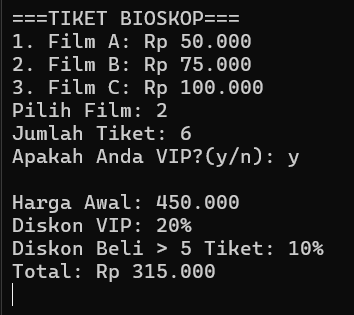 ===TIKET BIOSKOP===
1. Film A: Rp 50.000
2. Film B: Rp 75.000
3. Film C: Rp 100.000
Pilih Film: 2
Jumlah Tiket: 6
Apakah Anda VIP?(y/n): y
Harga Awal: 450.000
Diskon VIP: 20%
Diskon Beli > 5 Tiket: 10%
Total: Rp 315.000